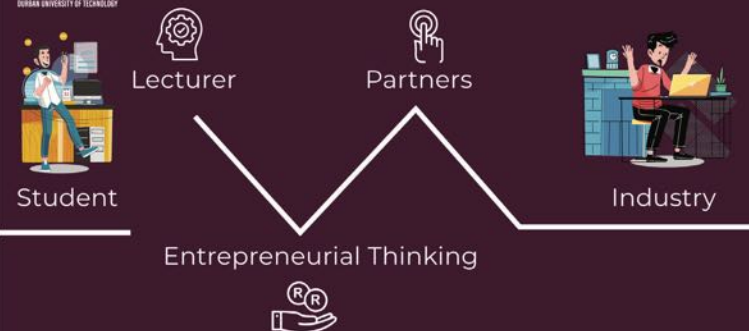 DURBAN UNIVERSITY OF TECHNOLOGY
Lecturer
Partners
Student
Industry
Entrepreneurial Thinking
R R